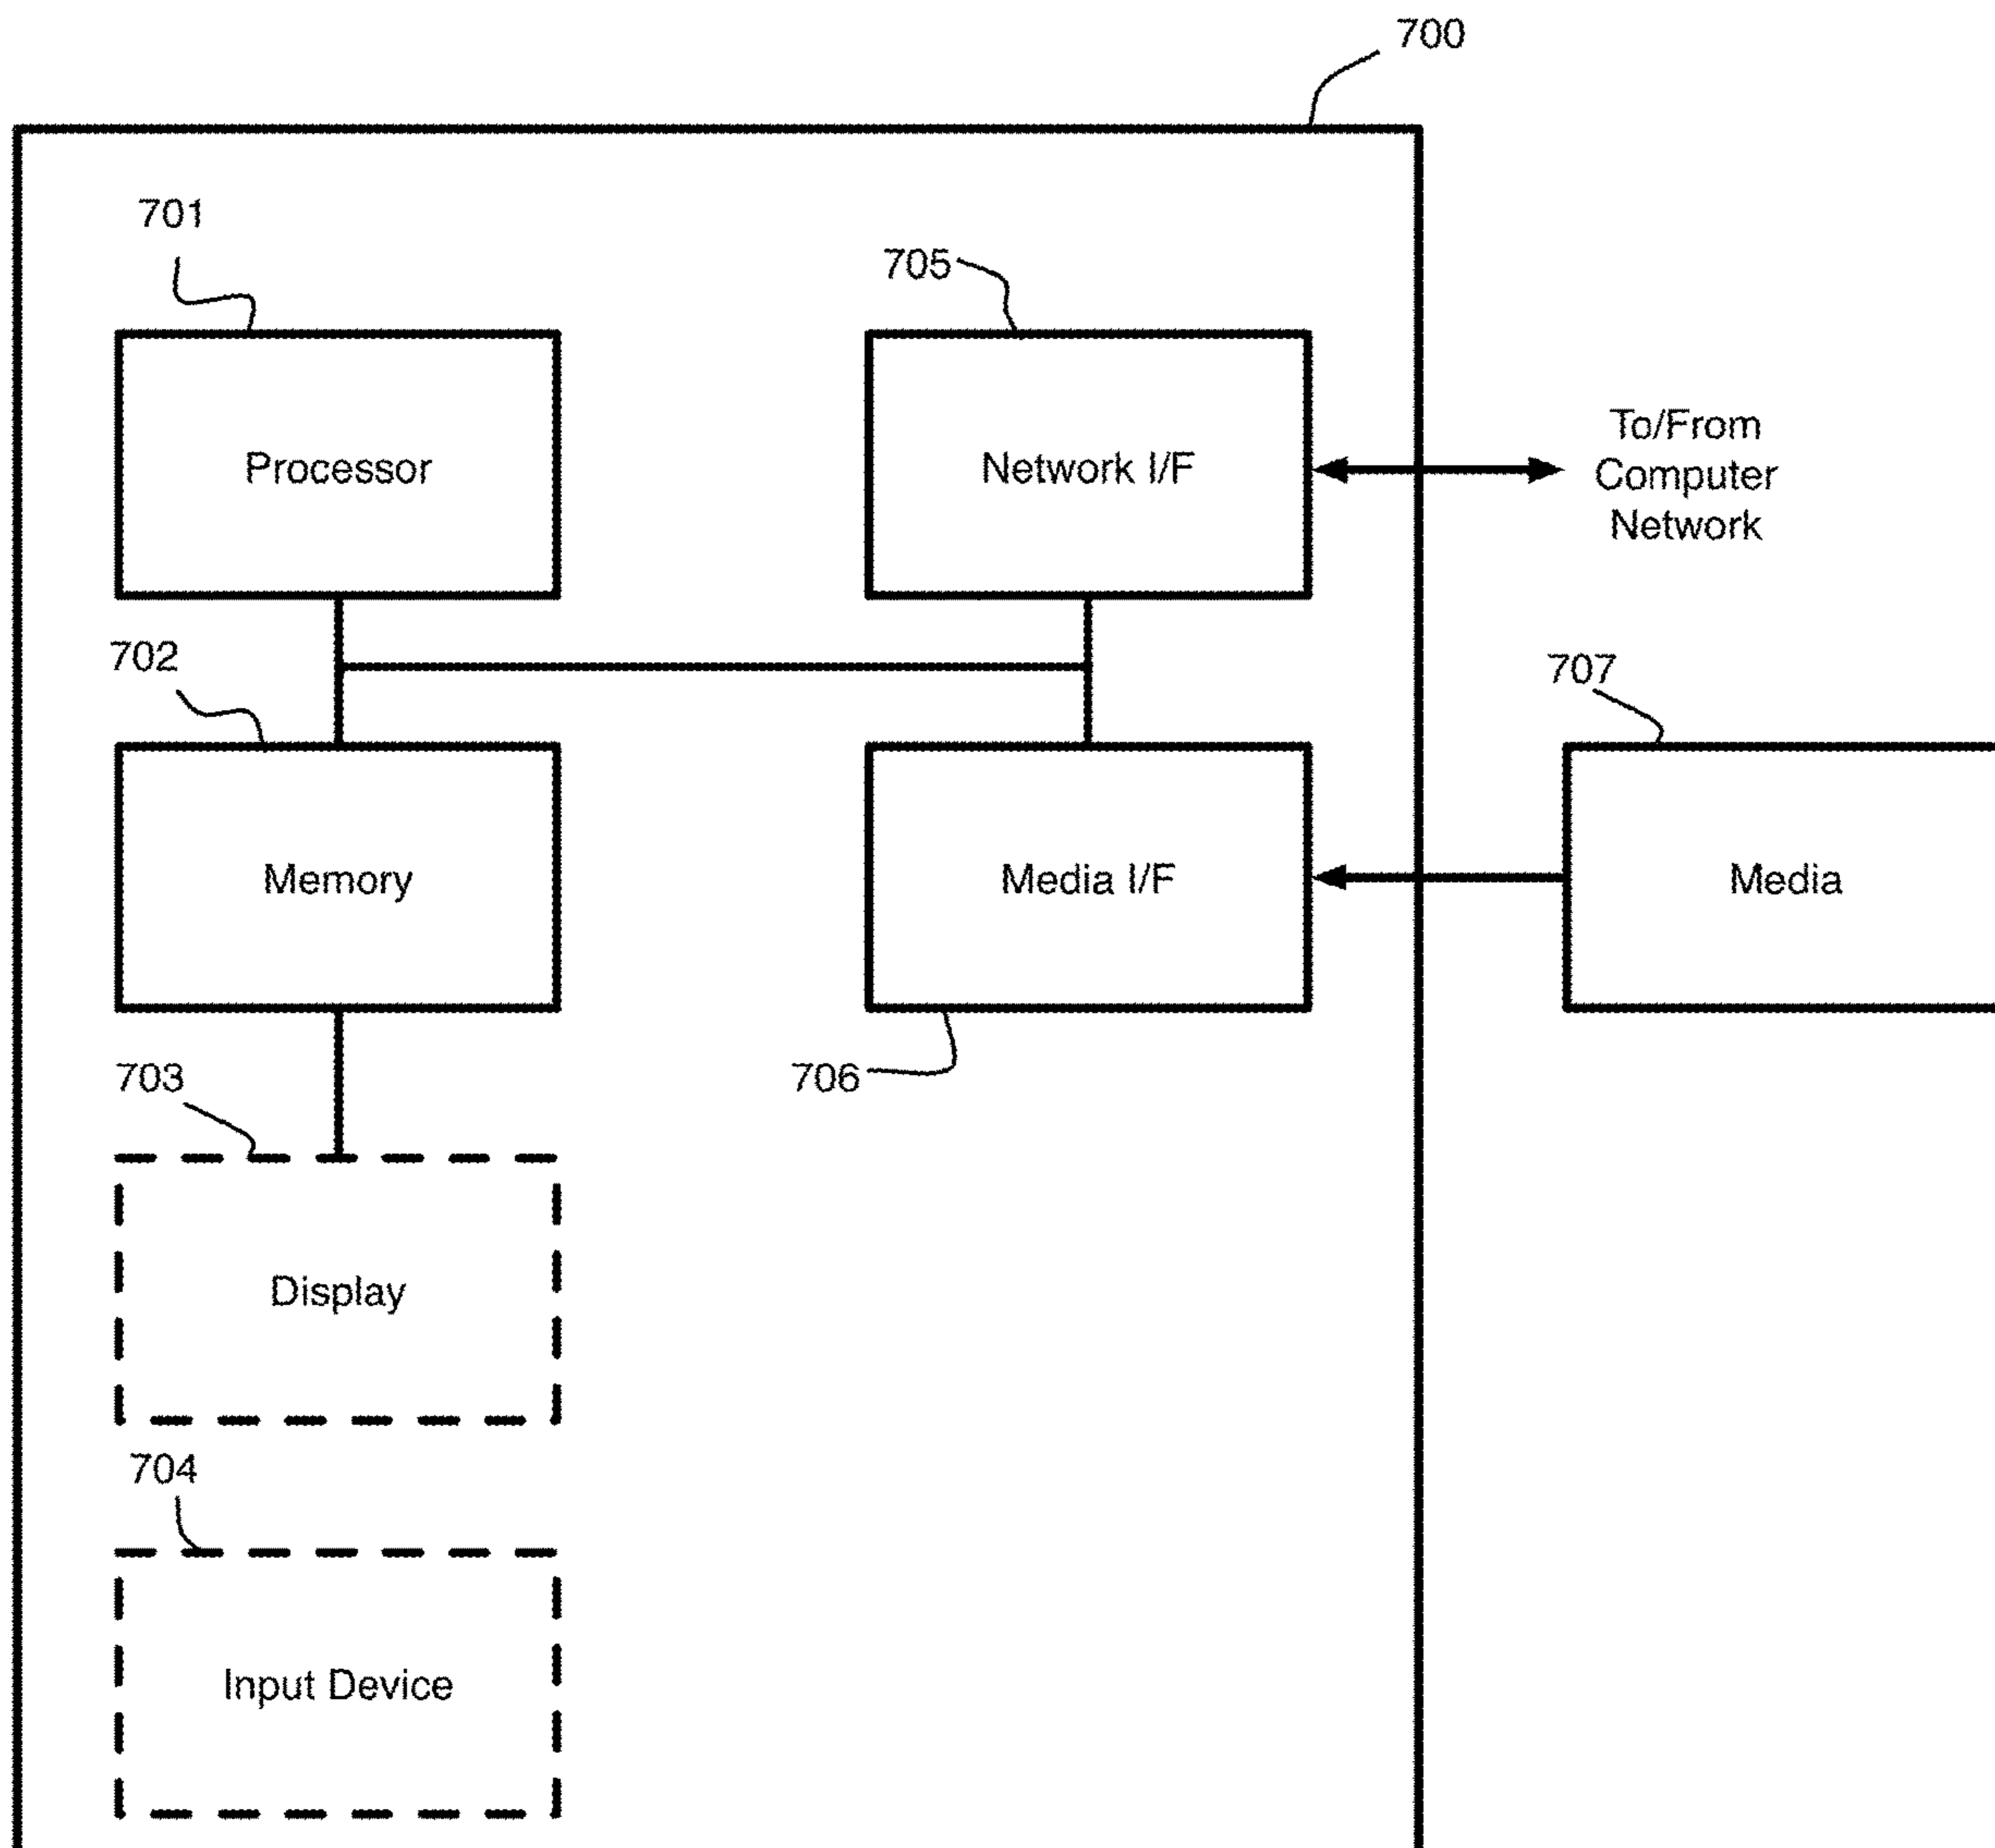 700
701
705
Processor
Network I/F
To/From
Computer
Network
702
707
Memory
Media I/F
Media
703
706
Display
704
Input Device